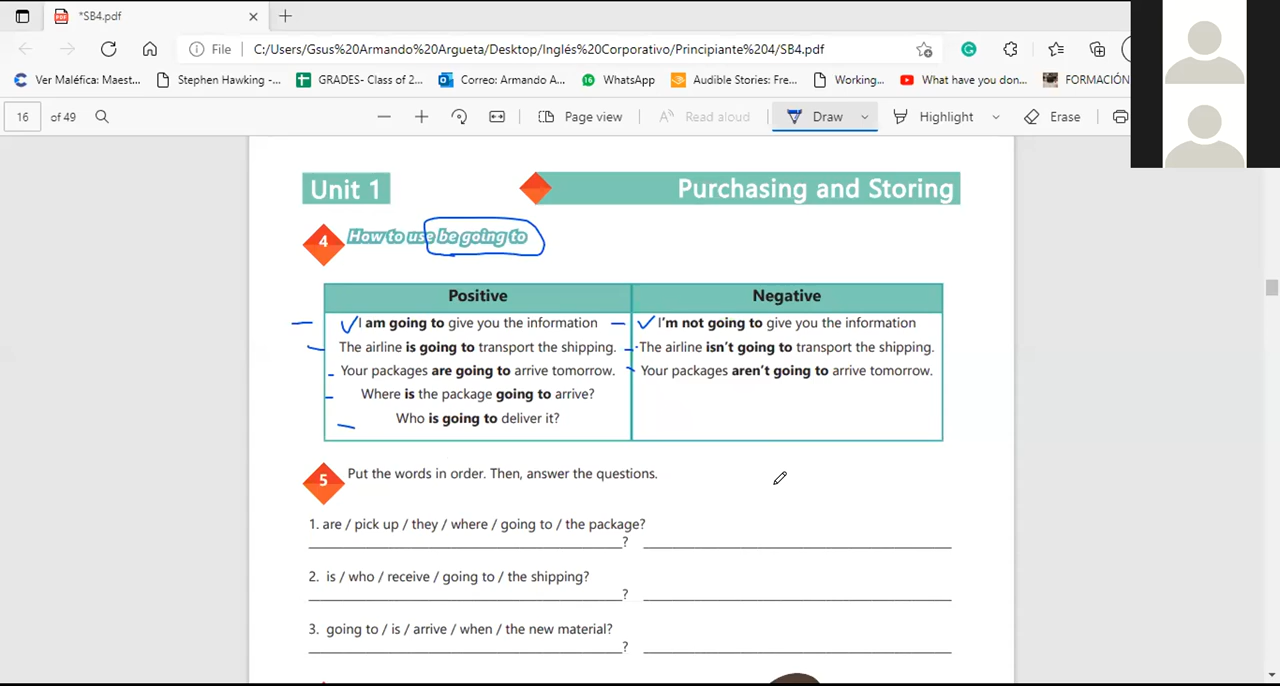 *SB4.pdf
File C:/Users/Gsus%20Armando%20Argueta/Desktop/Inglés%20Corporativo/Principiante%204/SB4.pdf
Ver Maléfica: Maest... Stephen Hawking -... GRADES- Class of 2... Correo: Armando A... WhatsApp Audible Stories: Fre... Working... What have you don... FORMACIÓN
16 of 49 Page view Read aloud Draw Highlight Erase
Unit 1 Purchasing and Storing
4 How to use be going to
Positive Negative
I am going to give you the information I'm not going to give you the information
The airline is going to transport the shipping. The airline isn't going to transport the shipping.
Your packages are going to arrive tomorrow. Your packages aren't going to arrive tomorrow.
Where is the package going to arrive?
Who is going to deliver it?
5 Put the words in order. Then, answer the questions.
1. are / pick up / they / where / going to / the package?
?
2. is / who / receive / going to / the shipping?
?
3. going to / is / arrive / when / the new material?
?